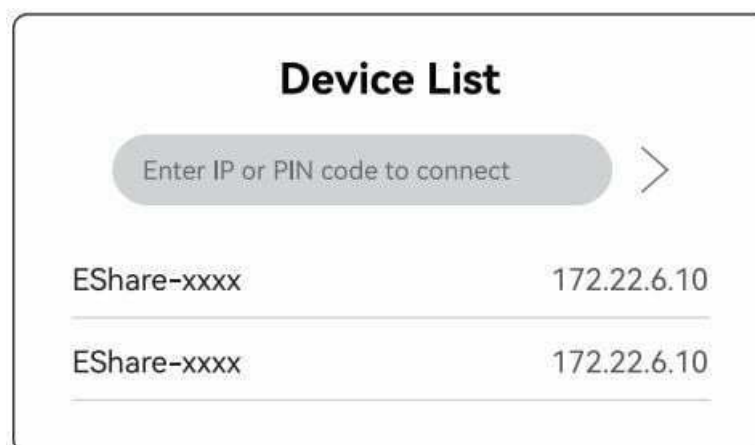 Device List
Enter IP or PIN code to connect
EShare-xxxx 172.22.6.10
EShare-xxxx 172.22.6.10